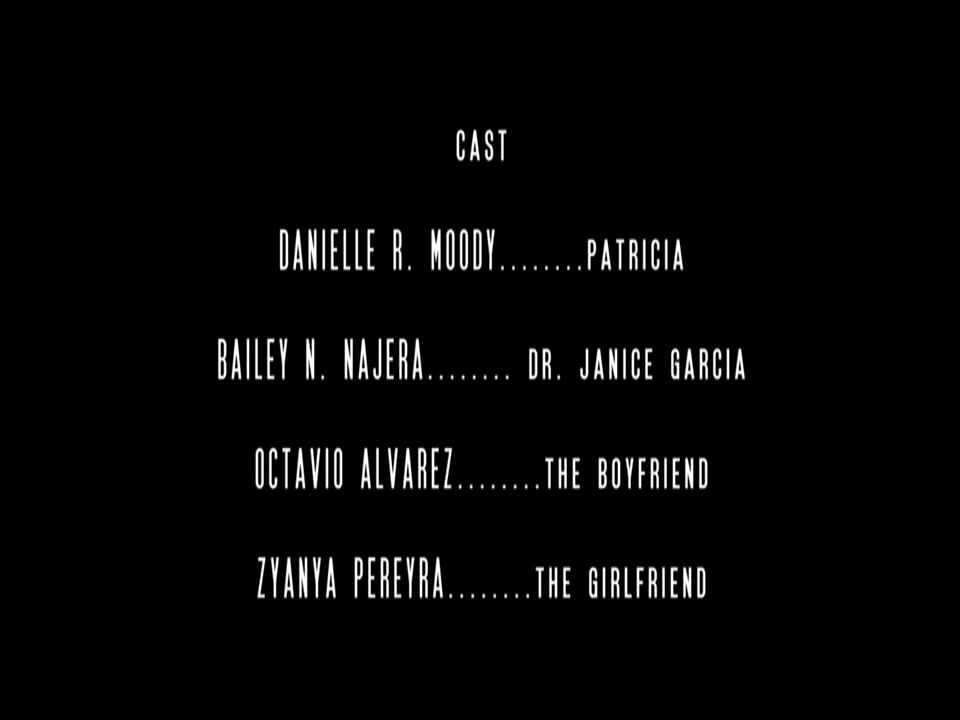 CAST
DANIELLE R. MOODY........PATRICIA
BAILEY N. NAJERA........ DR. JANICE GARCIA
OCTAVIO ALVAREZ........THE BOYFRIEND
ZYANYA PEREYRA........THE GIRLFRIEND